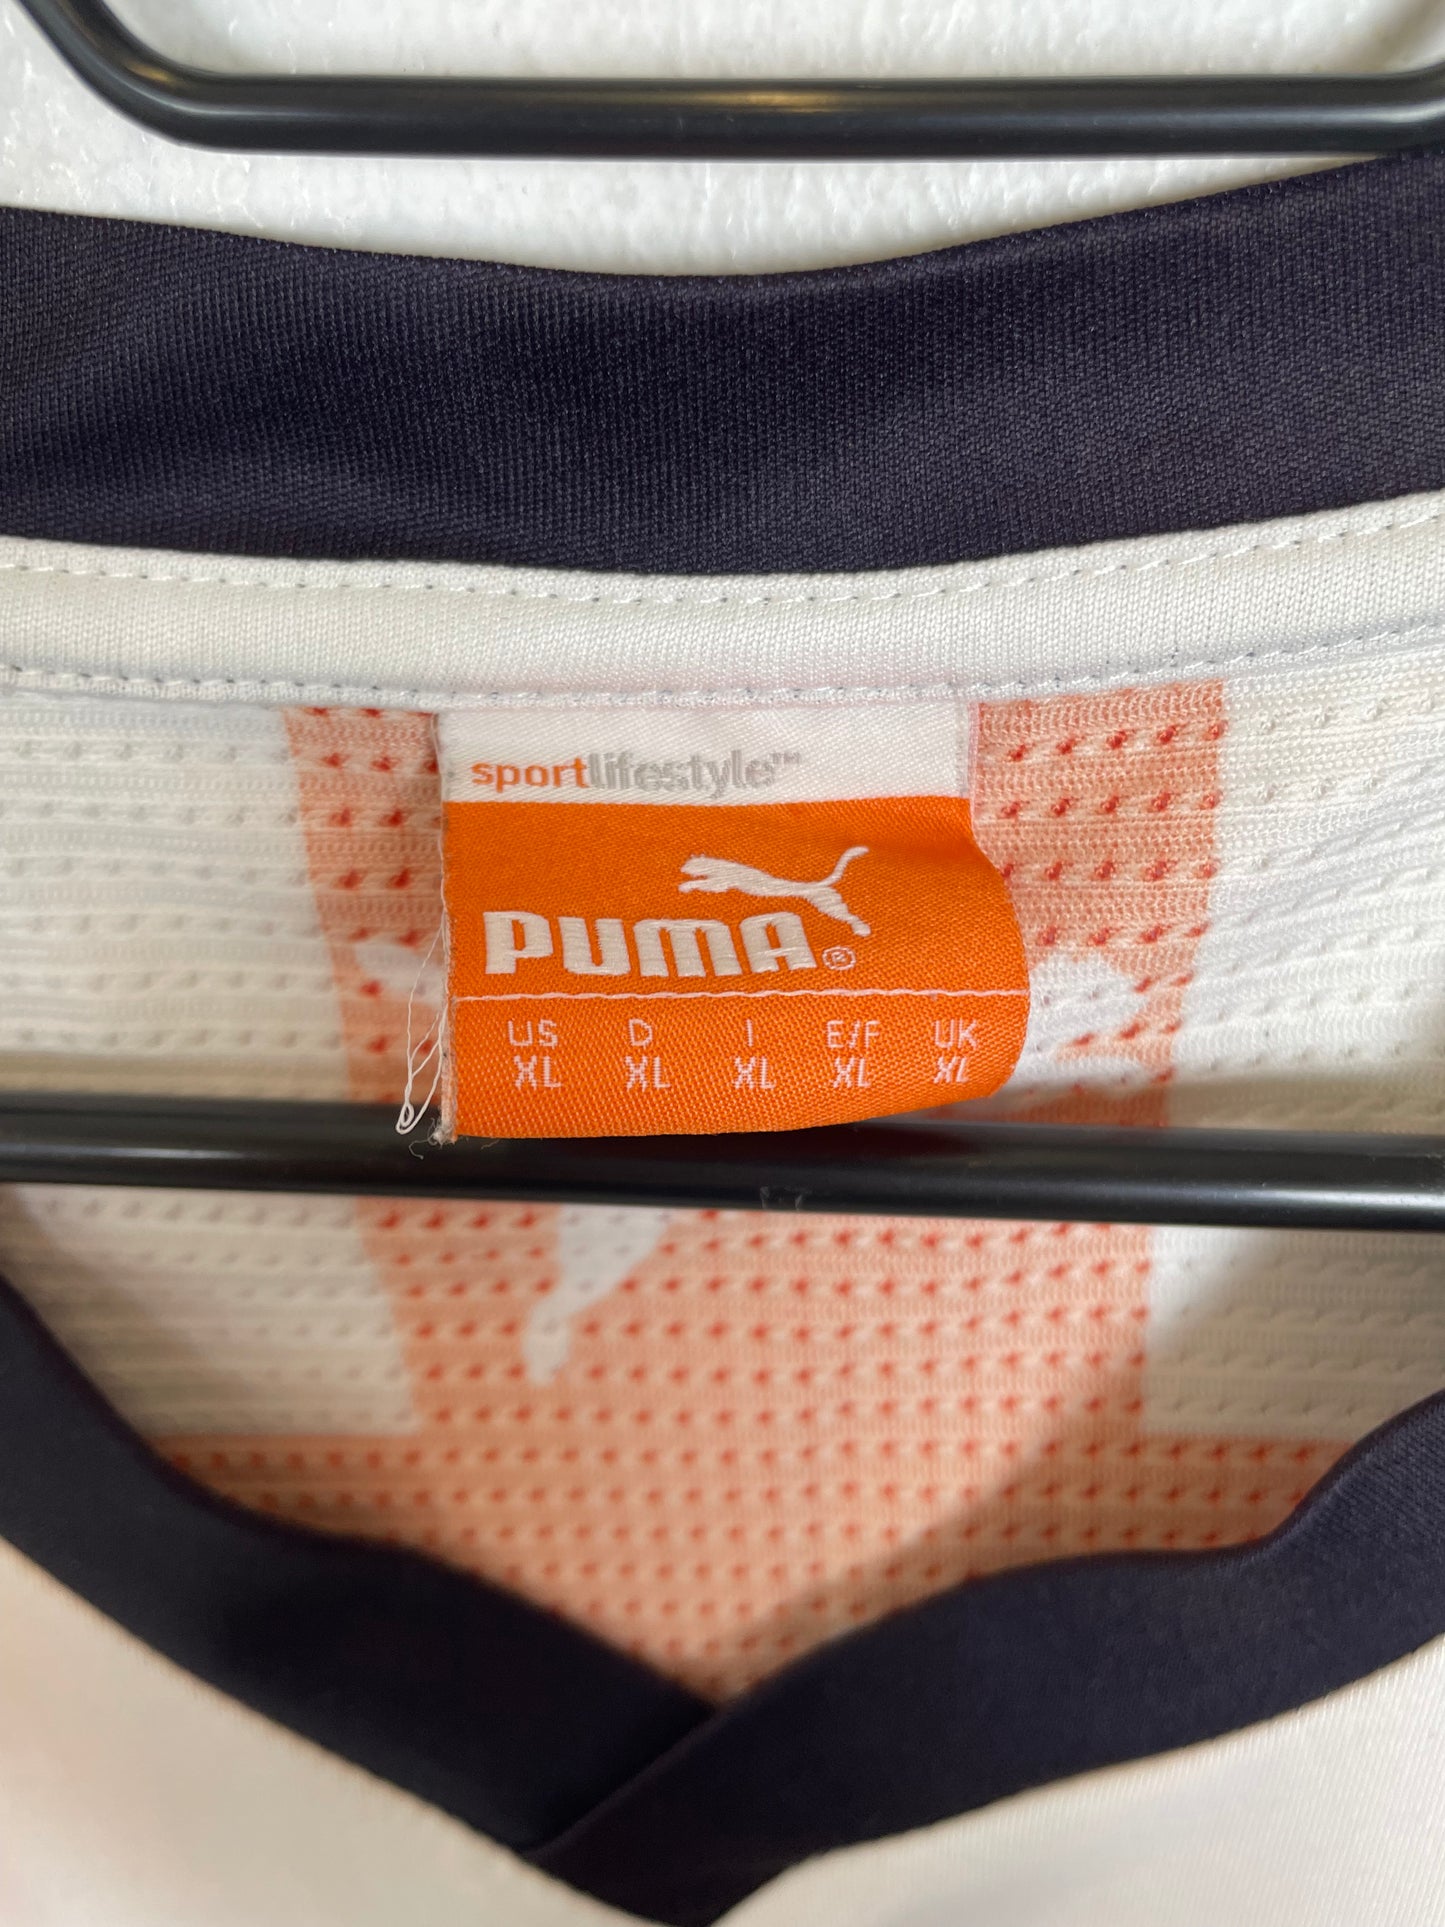 sportlifestyle™
PUMA®
US D I E/F UK
XL XL XL XL XL